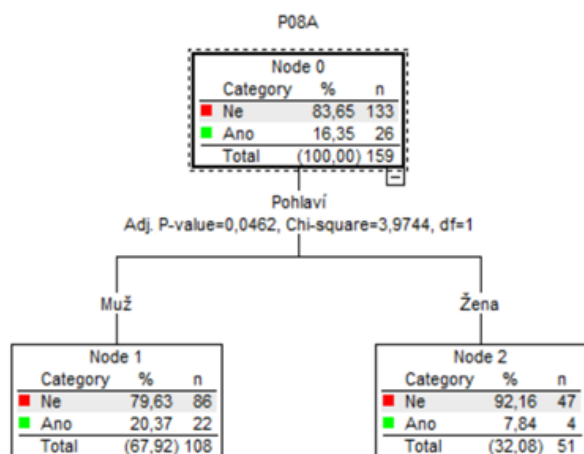 P08A
Node 0
Category % n
Ne 83,65 133
Ano 16,35 26
Total (100,00) 159
Pohlaví
Adj. P-value=0,0462, Chi-square=3,9744, df=1
Muž
Žena
Node 1
Category % n
Ne 79,63 86
Ano 20,37 22
Total (67,92) 108
Node 2
Category % n
Ne 92,16 47
Ano 7,84 4
Total (32,08) 51